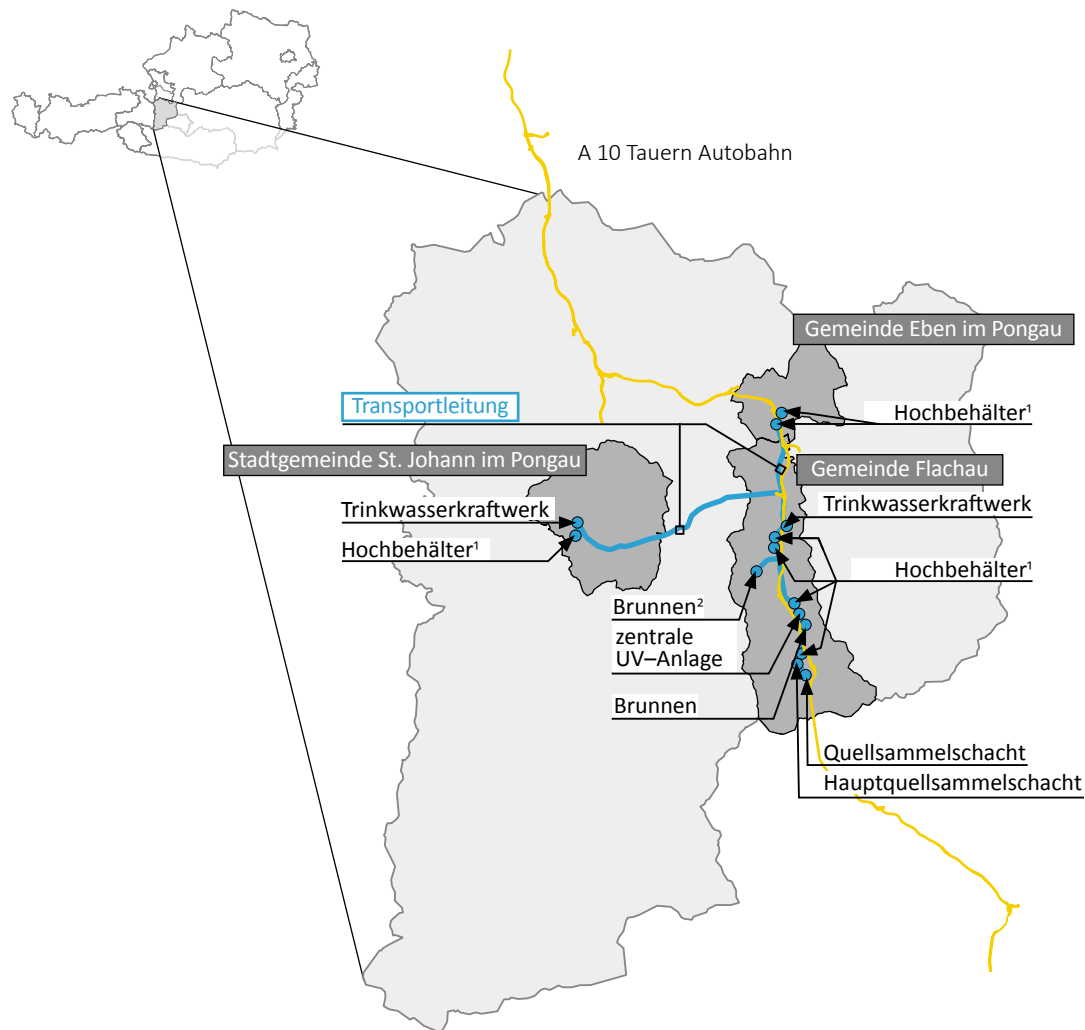 A 10 Tauern Autobahn
Gemeinde Eben im Pongau
Transportleitung
Hochbehälter¹
Stadtgemeinde St. Johann im Pongau
Gemeinde Flachau
Trinkwasserkraftwerk
Trinkwasserkraftwerk
Hochbehälter¹
Hochbehälter¹
Brunnen²
zentrale
UV–Anlage
Brunnen
Quellsammelschacht
Hauptquellsammelschacht